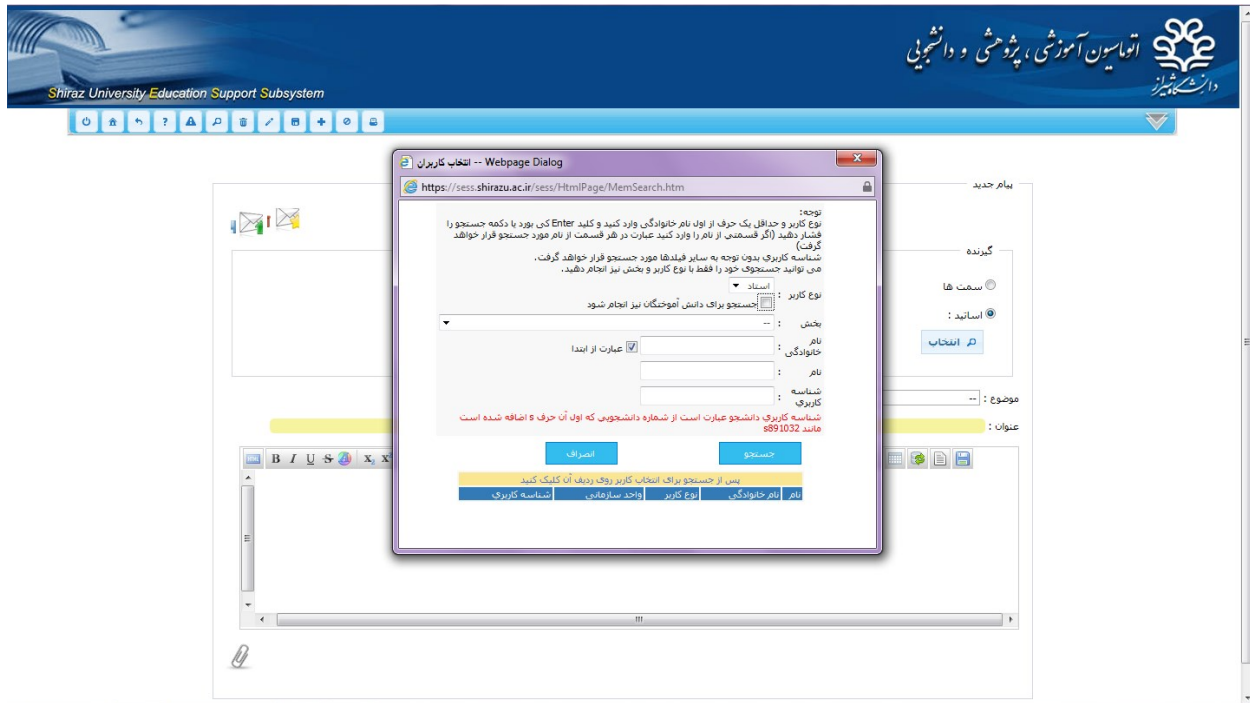 اتوماسیون آموزشی ، پژوهشی و دانشجویی
دانشگاه شیراز
Shiraz University Education Support Subsystem
انتخاب کاربران -- Webpage Dialog
https://sess.shirazu.ac.ir/sess/HtmlPage/MemSearch.htm
توجه:
نوع کاربر و حداقل یک حرف از اول نام خانوادگی وارد کنید و کلید Enter کی بورد یا دکمه جستجو را
فشار دهید (اگر قسمتی از نام را وارد کنید عبارت در هر قسمت از نام مورد جستجو قرار خواهد
گرفت)
شناسه کاربری بدون توجه به سایر فیلدها مورد جستجو قرار خواهد گرفت.
می توانید جستجوی خود را فقط با نوع کاربر و بخش نیز انجام دهید.
نوع کاربر : استاد
جستجو برای دانش آموختگان نیز انجام شود
بخش : --
نام خانوادگی : عبارت از ابتدا
نام :
شناسه کاربری :
شناسه کاربری دانشجو عبارت است از شماره دانشجویی که اول آن حرف s اضافه شده است
مانند s891032
جستجو انصراف
پس از جستجو برای انتخاب کاربر روی ردیف آن کلیک کنید
نام نام خانوادگی نوع کاربر واحد سازمانی شناسه کاربری
پیام جدید
گیرنده
سمت ها
اساتید :
انتخاب
موضوع : --
عنوان :
B I U S X₂ X